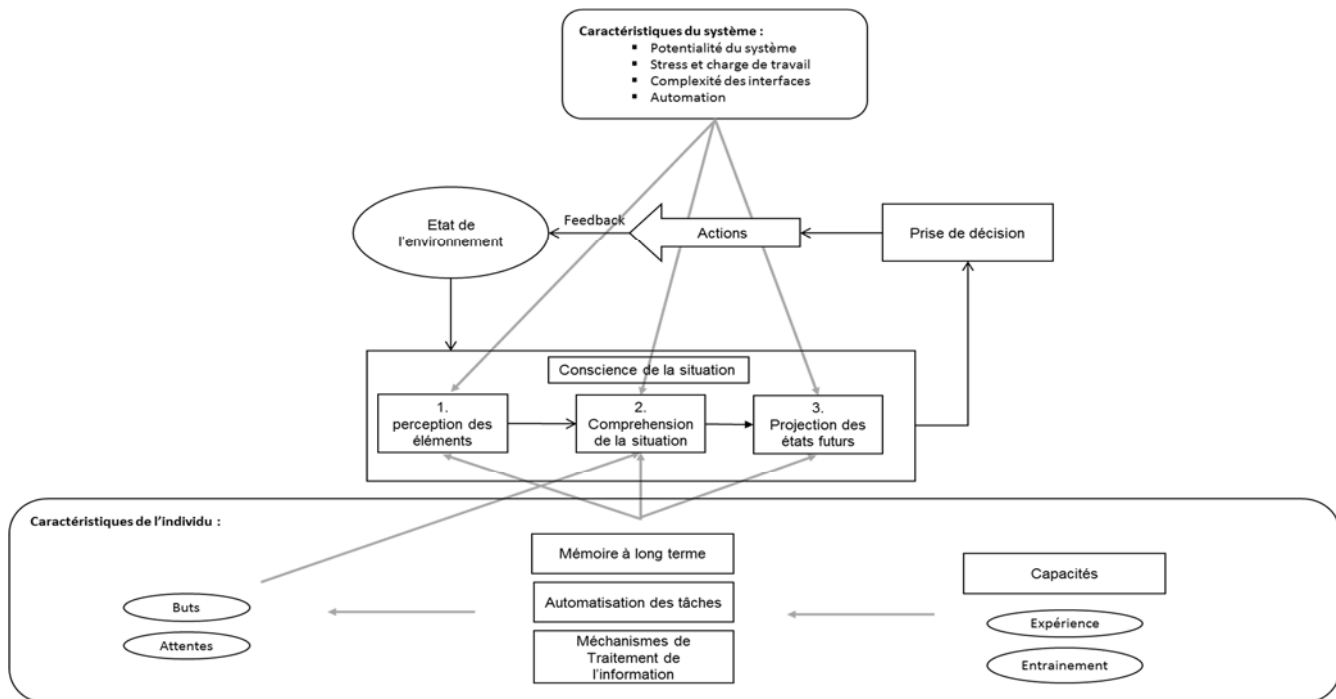 Caractéristiques du système :
▪ Potentialité du système
▪ Stress et charge de travail
▪ Complexité des interfaces
▪ Automation
Etat de
l'environnement
Feedback
Actions
Prise de décision
Conscience de la situation
1.
perception des
éléments
2.
Comprehension
de la situation
3.
Projection des
états futurs
Caractéristiques de l'individu :
Buts
Attentes
Mémoire à long terme
Automatisation des tâches
Méchanismes de
Traitement de
l'information
Capacités
Expérience
Entrainement